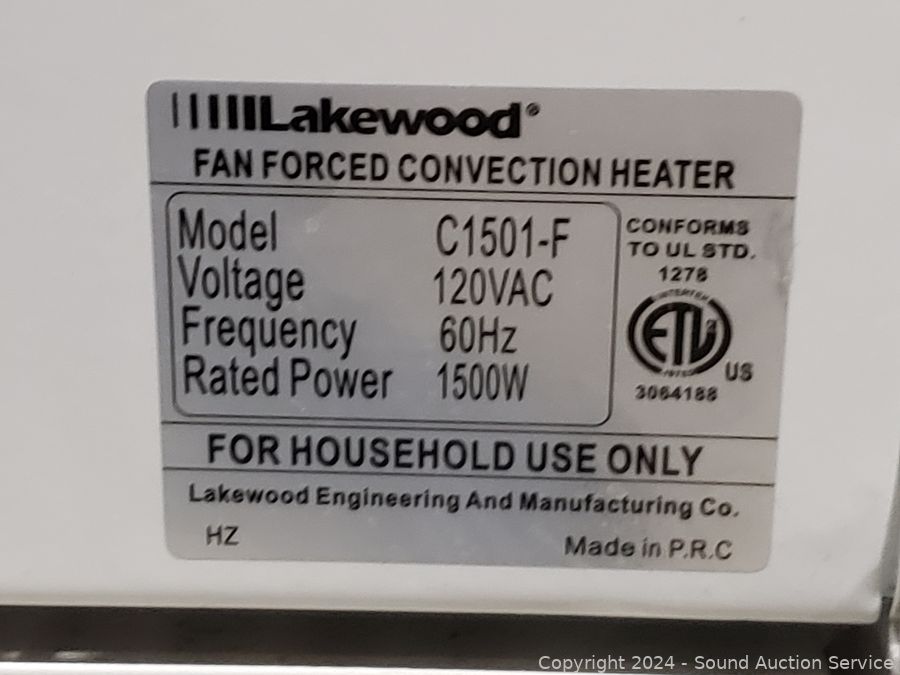 Lakewood®
FAN FORCED CONVECTION HEATER
Model C1501-F
Voltage 120VAC
Frequency 60Hz
Rated Power 1500W
CONFORMS
TO UL STD.
1278
INTERTEK
ETL
US
3064188
FOR HOUSEHOLD USE ONLY
Lakewood Engineering And Manufacturing Co.
HZ
Made in P.R.C
Copyright 2024 - Sound Auction Service